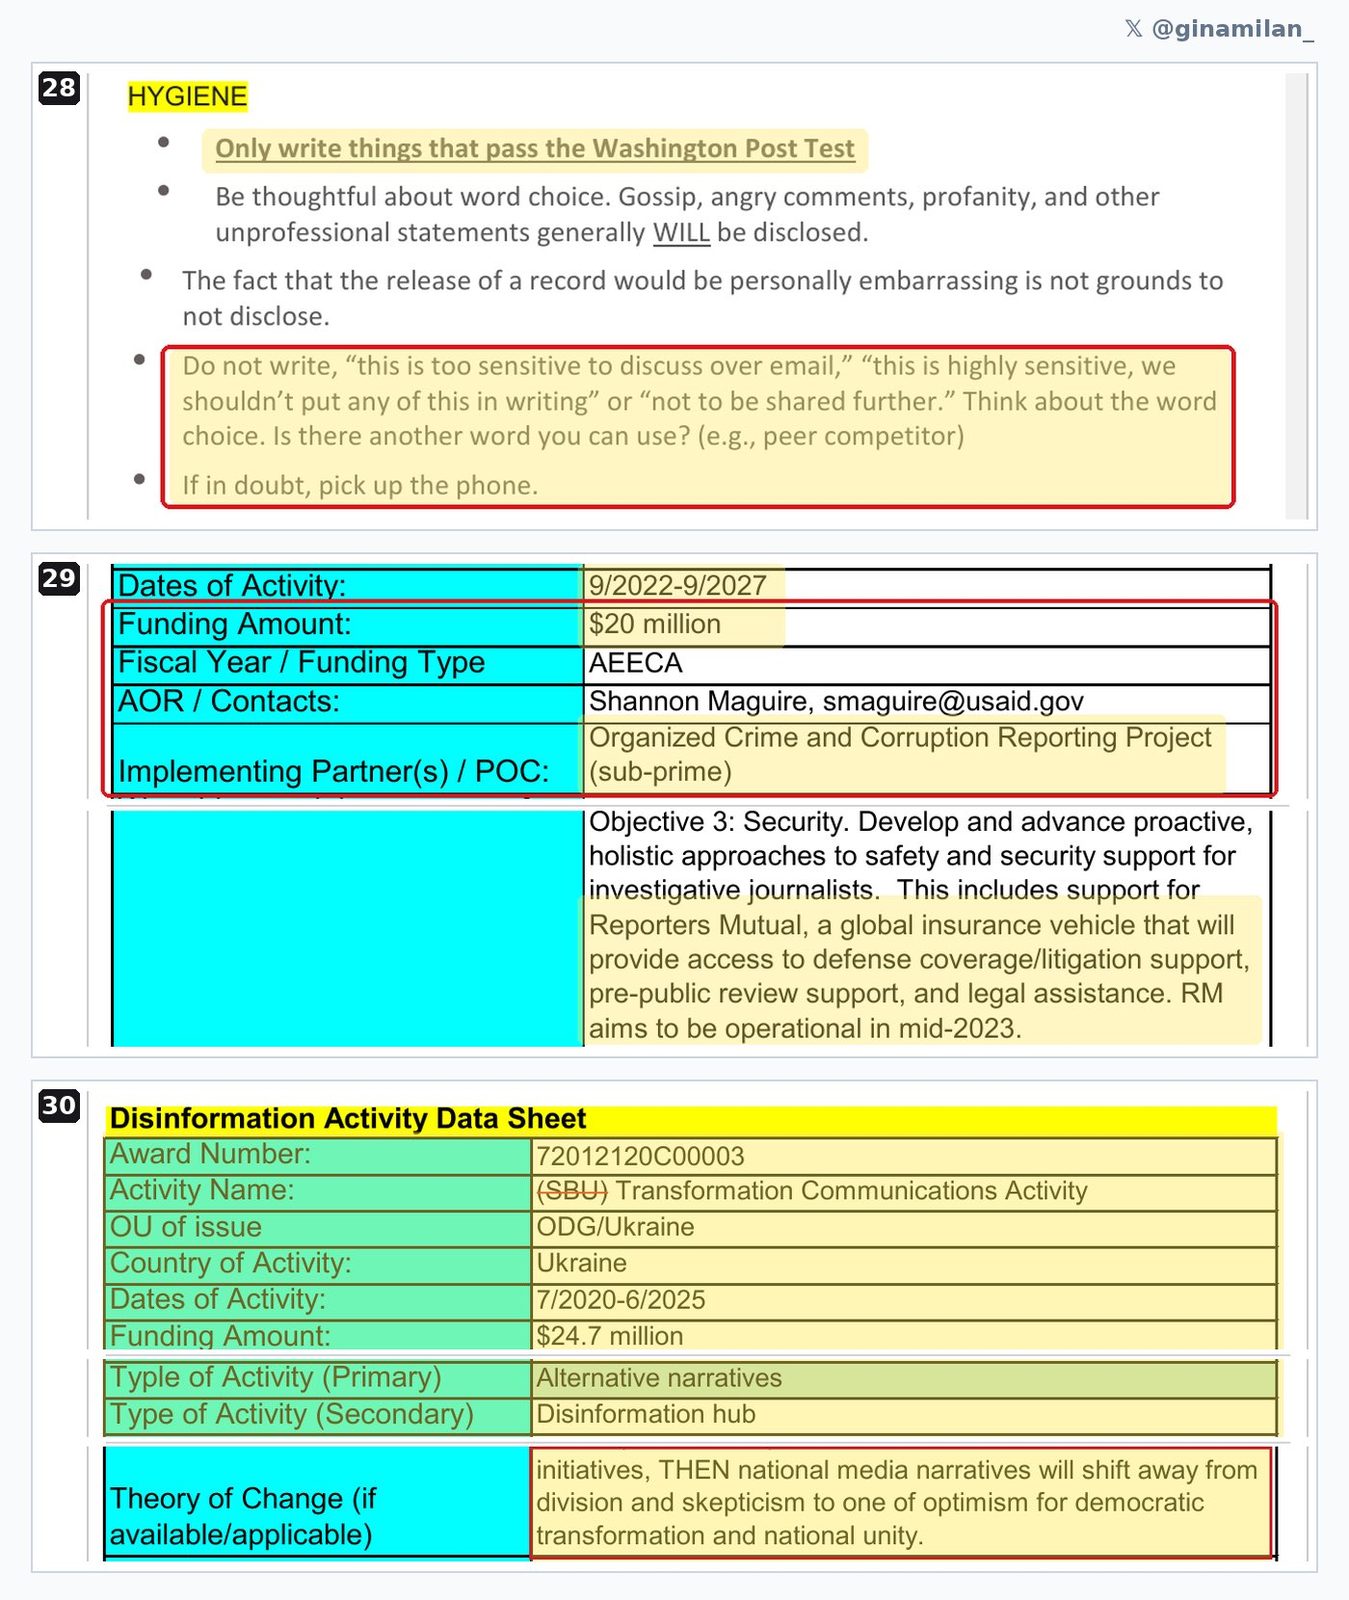 𝕏 @ginamilan_
28
HYGIENE
• Only write things that pass the Washington Post Test
• Be thoughtful about word choice. Gossip, angry comments, profanity, and other
unprofessional statements generally WILL be disclosed.
• The fact that the release of a record would be personally embarrassing is not grounds to
not disclose.
• Do not write, “this is too sensitive to discuss over email,” “this is highly sensitive, we
shouldn’t put any of this in writing” or “not to be shared further.” Think about the word
choice. Is there another word you can use? (e.g., peer competitor)
• If in doubt, pick up the phone.
29
Dates of Activity: 9/2022-9/2027
Funding Amount: $20 million
Fiscal Year / Funding Type AEECA
AOR / Contacts: Shannon Maguire, smaguire@usaid.gov
Implementing Partner(s) / POC: Organized Crime and Corruption Reporting Project
(sub-prime)
Objective 3: Security. Develop and advance proactive,
holistic approaches to safety and security support for
investigative journalists. This includes support for
Reporters Mutual, a global insurance vehicle that will
provide access to defense coverage/litigation support,
pre-public review support, and legal assistance. RM
aims to be operational in mid-2023.
30
Disinformation Activity Data Sheet
Award Number: 72012120C00003
Activity Name: (SBU) Transformation Communications Activity
OU of issue ODG/Ukraine
Country of Activity: Ukraine
Dates of Activity: 7/2020-6/2025
Funding Amount: $24.7 million
Typle of Activity (Primary) Alternative narratives
Type of Activity (Secondary) Disinformation hub
Theory of Change (if
available/applicable)
initiatives, THEN national media narratives will shift away from
division and skepticism to one of optimism for democratic
transformation and national unity.